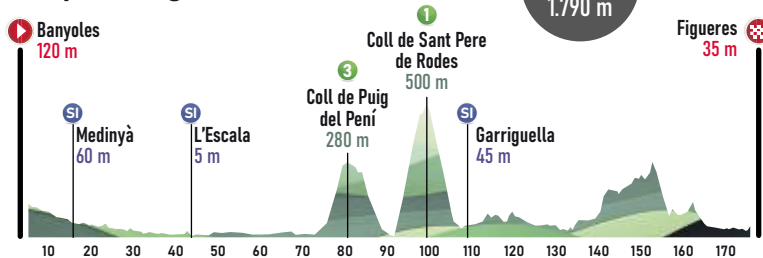 1.790 m
Banyoles
120 m
1
Coll de Sant Pere
de Rodes
500 m
Figueres
35 m
3
Coll de Puig
del Pení
280 m
SI
Medinyà
60 m
SI
L'Escala
5 m
SI
Garriguella
45 m
10 20 30 40 50 60 70 80 90 100 110 120 130 140 150 160 170